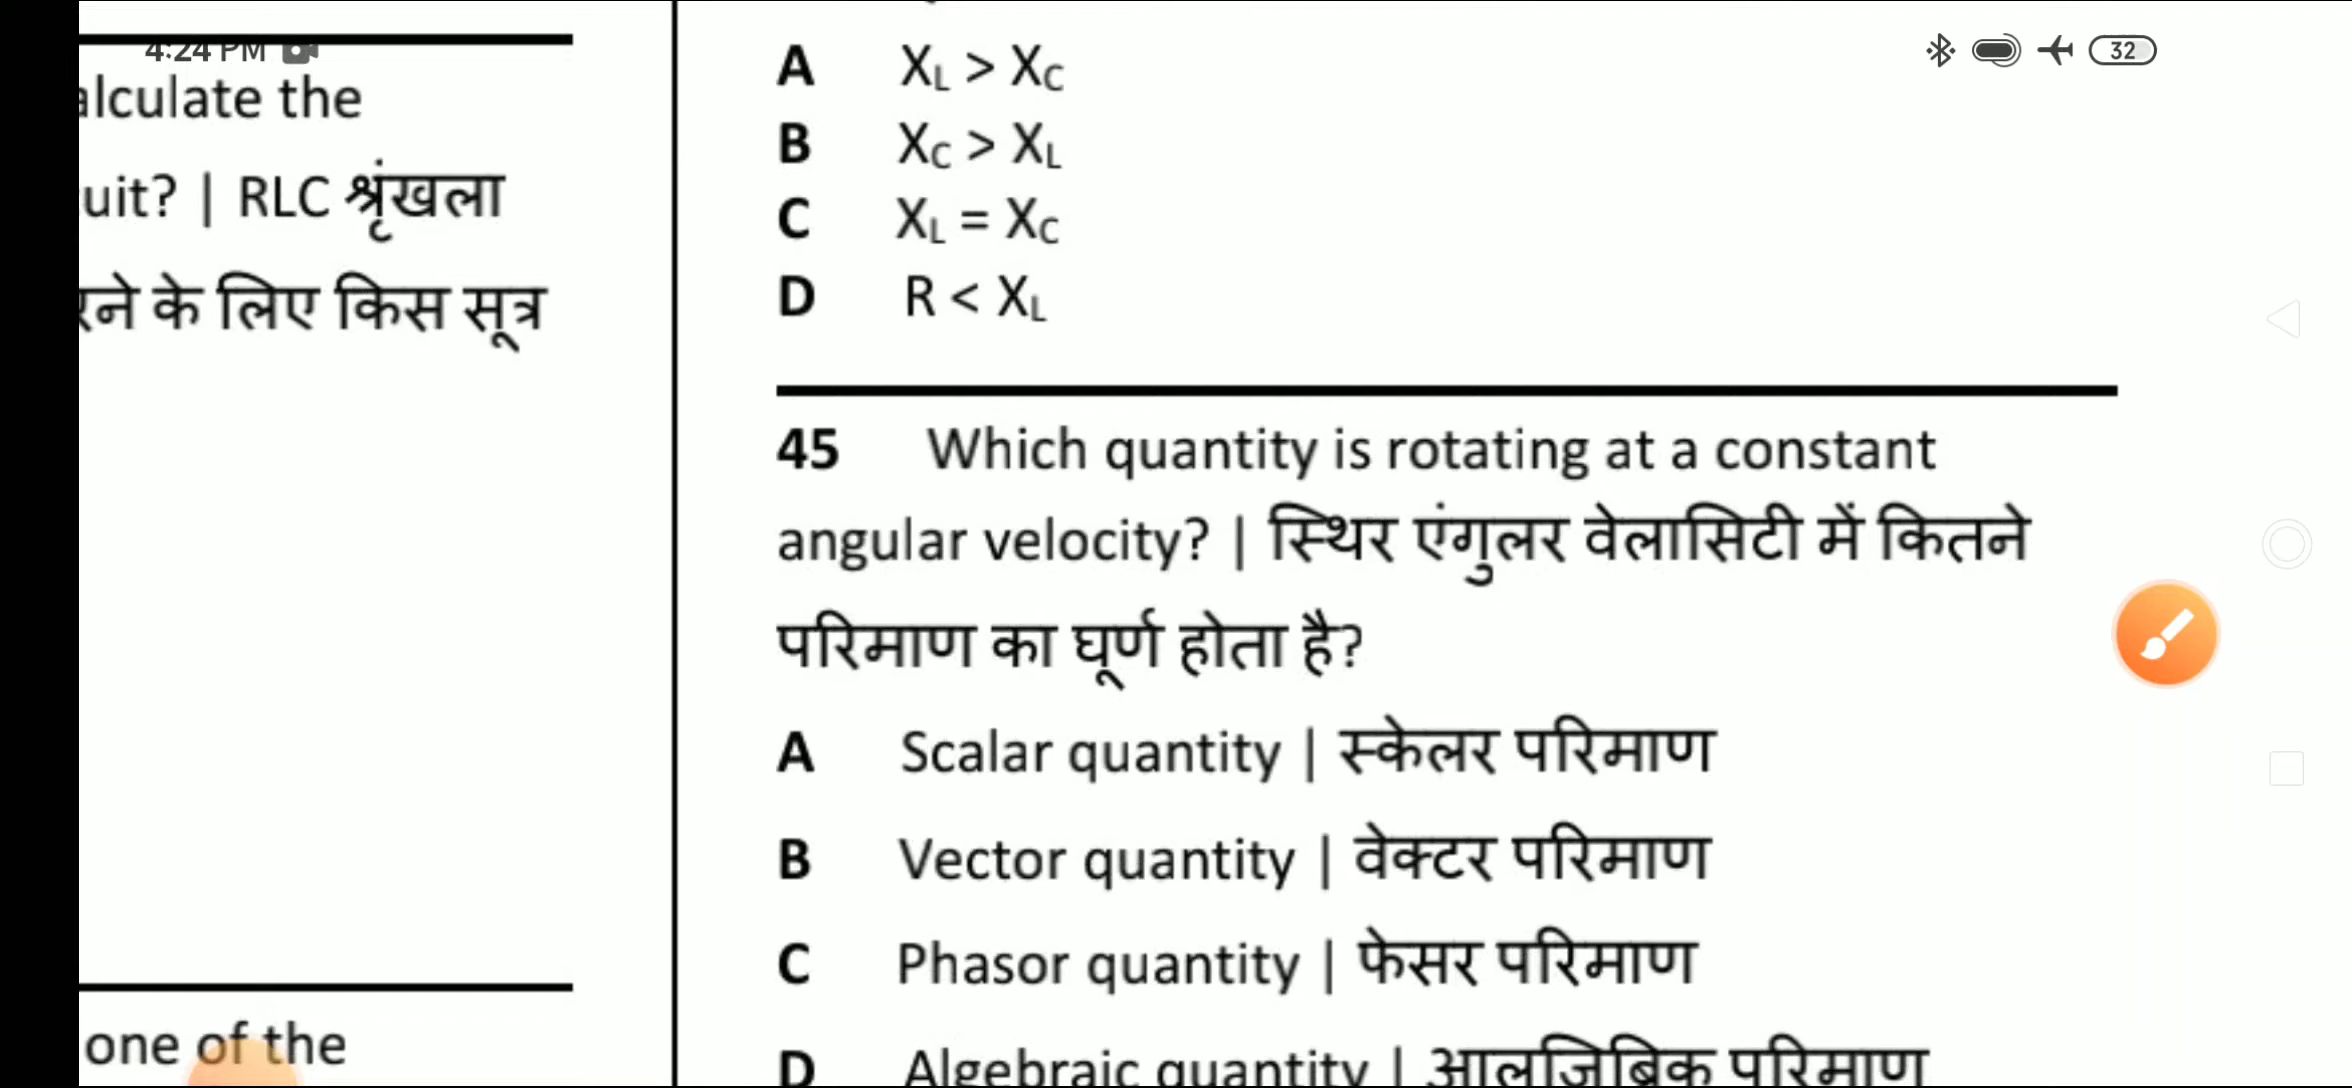 4:24 PM
32
alculate the
uit? | RLC श्रृंखला
के लिए किस सूत्र
one of the
A XL > XC
B XC > XL
C XL = XC
D R < XL
45 Which quantity is rotating at a constant
angular velocity? | स्थिर एंगुलर वेलासिटी में कितने
परिमाण का घूर्ण होता है?
A Scalar quantity | स्केलर परिमाण
B Vector quantity | वेक्टर परिमाण
C Phasor quantity | फेसर परिमाण
D Algebraic quantity | आलजिब्रिक परिमाण